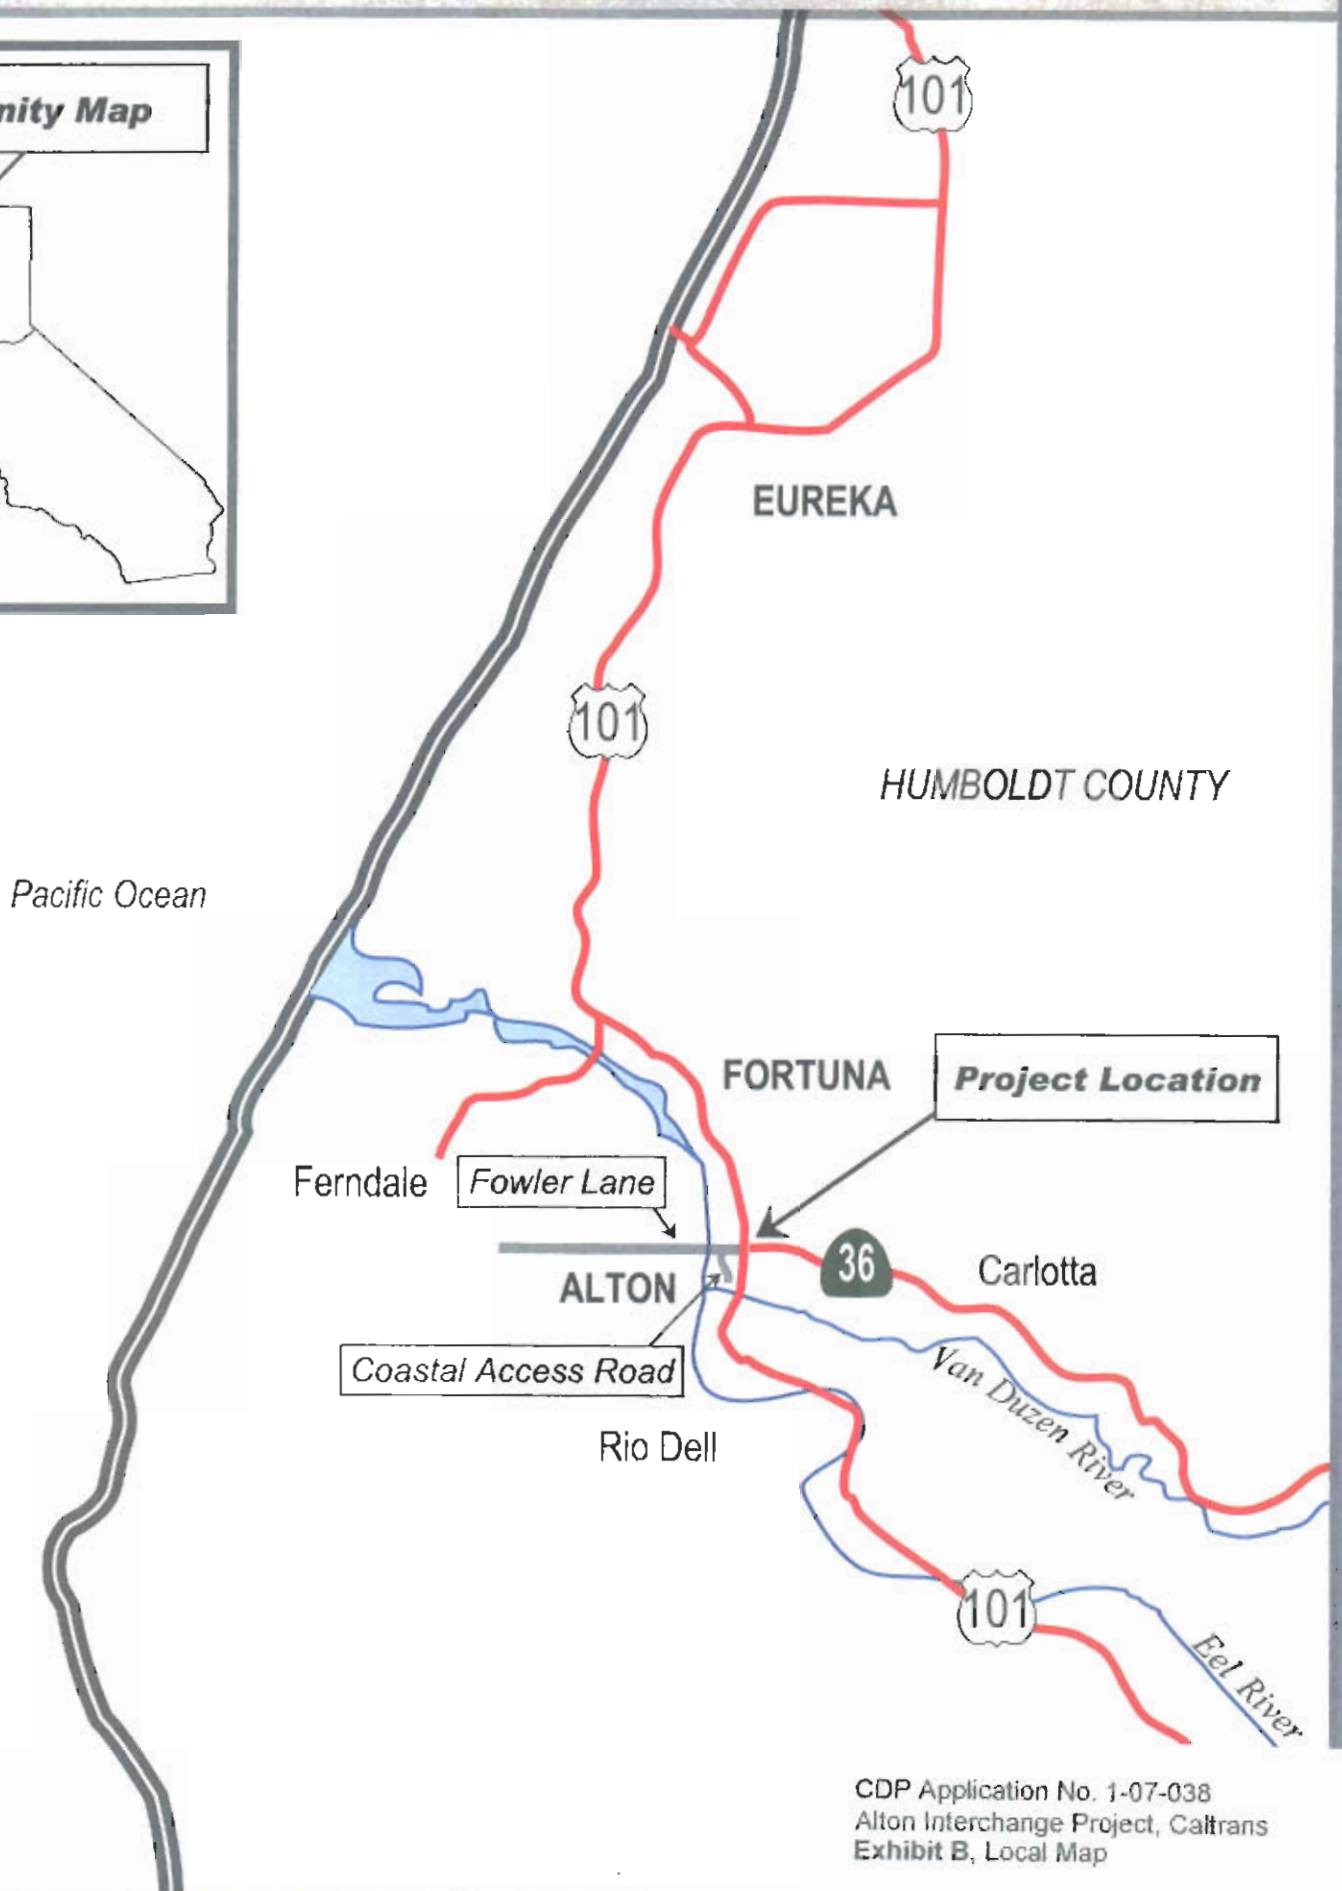 101
nity Map
EUREKA
101
HUMBOLDT COUNTY
Pacific Ocean
FORTUNA
Project Location
Ferndale
Fowler Lane
36
Carlotta
ALTON
Coastal Access Road
Van Duzen River
Rio Dell
101
Eel River
CDP Application No. 1-07-038
Alton Interchange Project, Caltrans
Exhibit B, Local Map